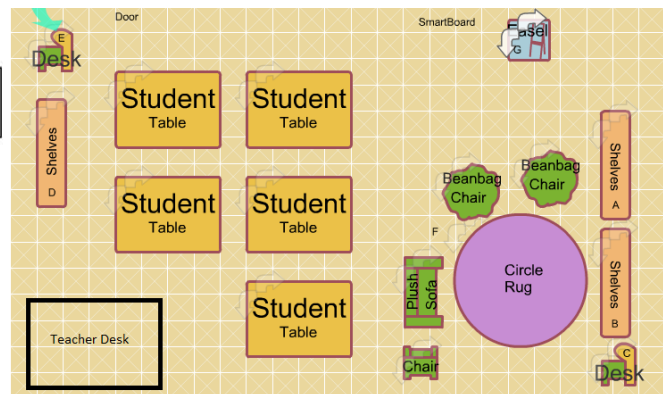 Door
SmartBoard
Easel
G
E
Desk
Student
Table
Student
Table
Shelves
D
Shelves
A
Beanbag
Chair
Beanbag
Chair
Student
Table
Student
Table
F
Circle
Rug
Plush
Sofa
Shelves
B
Student
Table
Teacher Desk
Chair
C
Desk